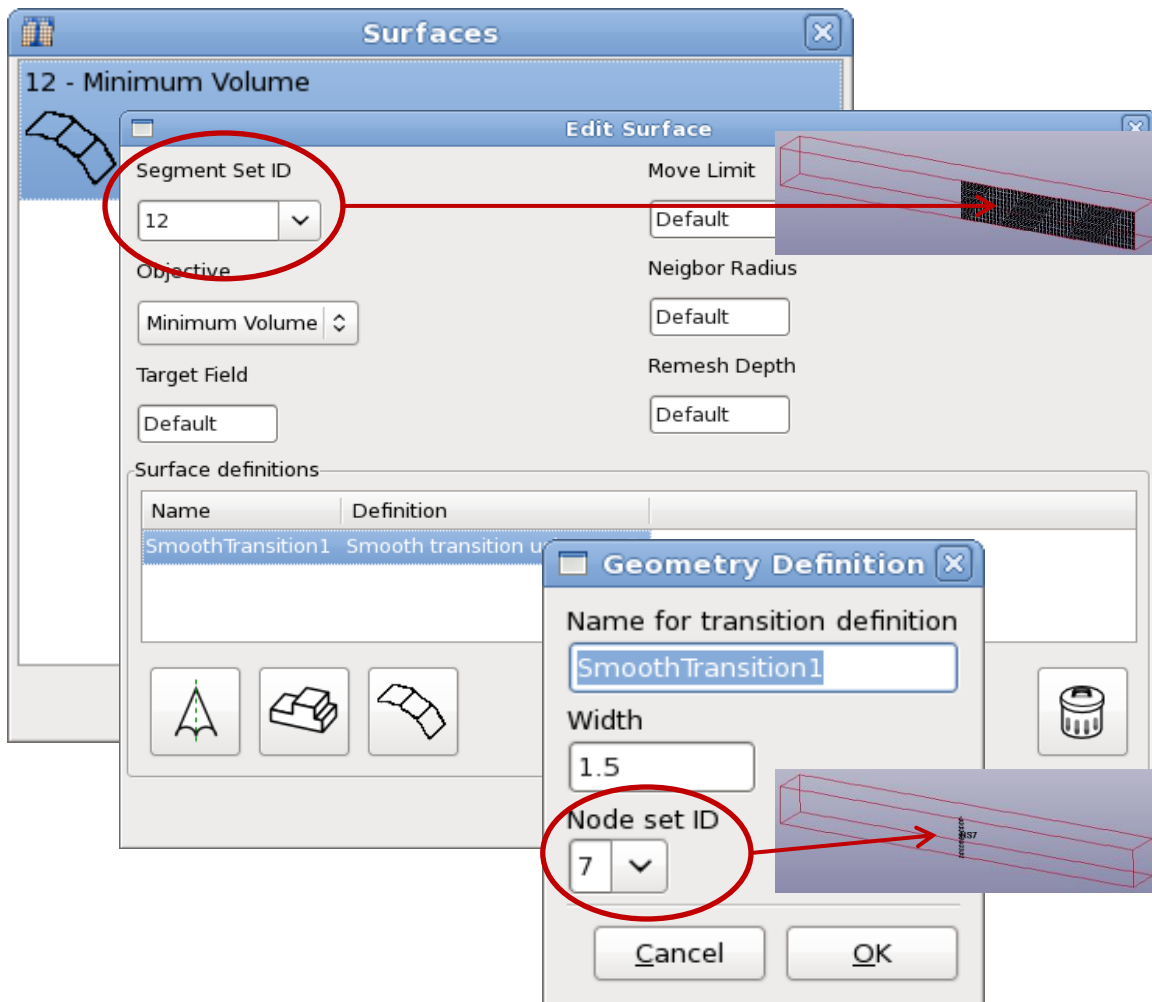 Surfaces
12 - Minimum Volume
Edit Surface
Segment Set ID
12
Move Limit
Default
Objective
Minimum Volume
Neigbor Radius
Default
Target Field
Default
Remesh Depth
Default
Surface definitions
Name Definition
SmoothTransition1 Smooth transition
Geometry Definition
Name for transition definition
SmoothTransition1
Width
1.5
Node set ID
7
Cancel OK